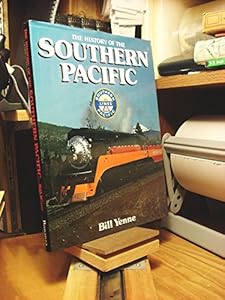 THE HISTORY OF THE
SOUTHERN
PACIFIC
SOUTHERN
LINES
PACIFIC
Bill Yenne